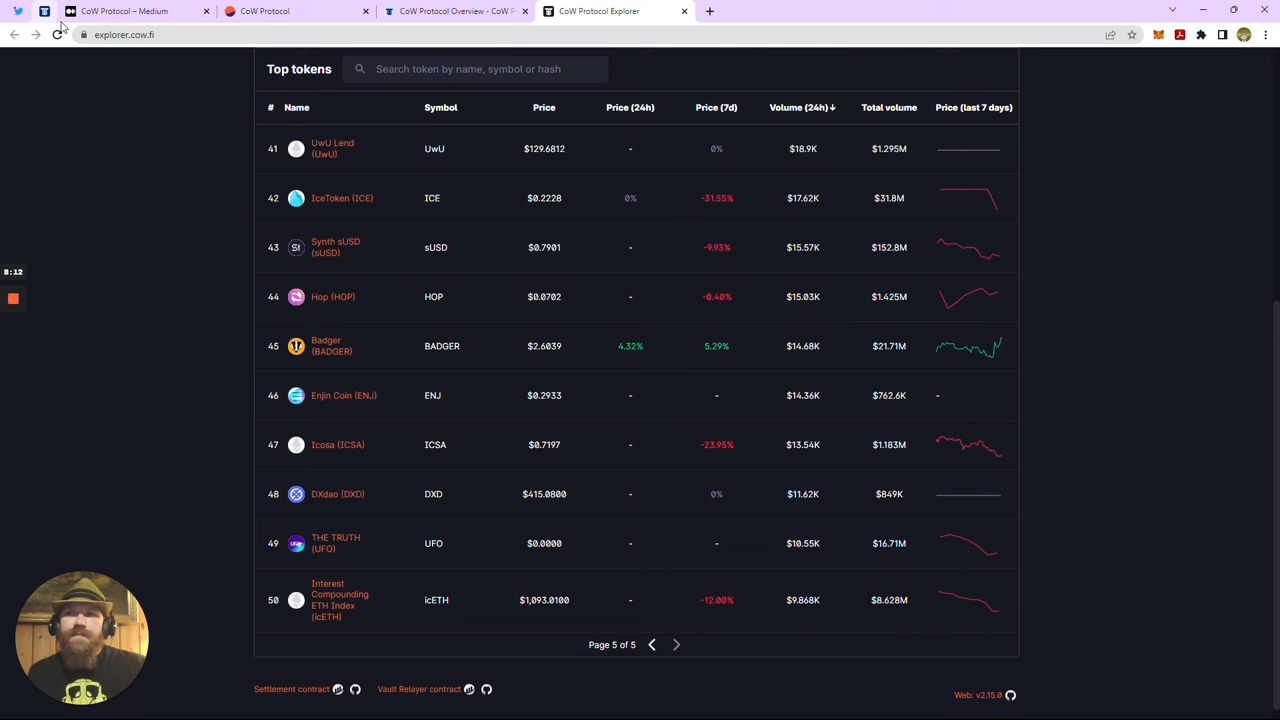 CoW Protocol – Medium
CoW Protocol
CoW Protocol Overview - CoW P
CoW Protocol Explorer
explorer.cow.fi
Top tokens
Search token by name, symbol or hash
# Name Symbol Price Price (24h) Price (7d) Volume (24h) Total volume Price (last 7 days)
41 UwU Lend (UwU) UwU $129.6812 - 0% $18.9K $1.295M
42 IceToken (ICE) ICE $0.2228 0% -31.55% $17.62K $31.8M
43 Synth sUSD (sUSD) sUSD $0.7901 - -9.93% $15.57K $152.8M
44 Hop (HOP) HOP $0.0702 - -0.40% $15.03K $1.425M
45 Badger (BADGER) BADGER $2.6039 4.32% 5.29% $14.68K $21.71M
46 Enjin Coin (ENJ) ENJ $0.2933 - - $14.36K $762.6K -
47 Icosa (ICSA) ICSA $0.7197 - -23.95% $13.54K $1.183M
48 DXdao (DXD) DXD $415.0800 - 0% $11.62K $849K
49 THE TRUTH (UFO) UFO $0.0000 - - $10.55K $16.71M
50 Interest Compounding ETH Index (icETH) icETH $1,093.0100 - -12.00% $9.868K $8.628M
Page 5 of 5
Settlement contract
Vault Relayer contract
Web: v2.15.0
8:12